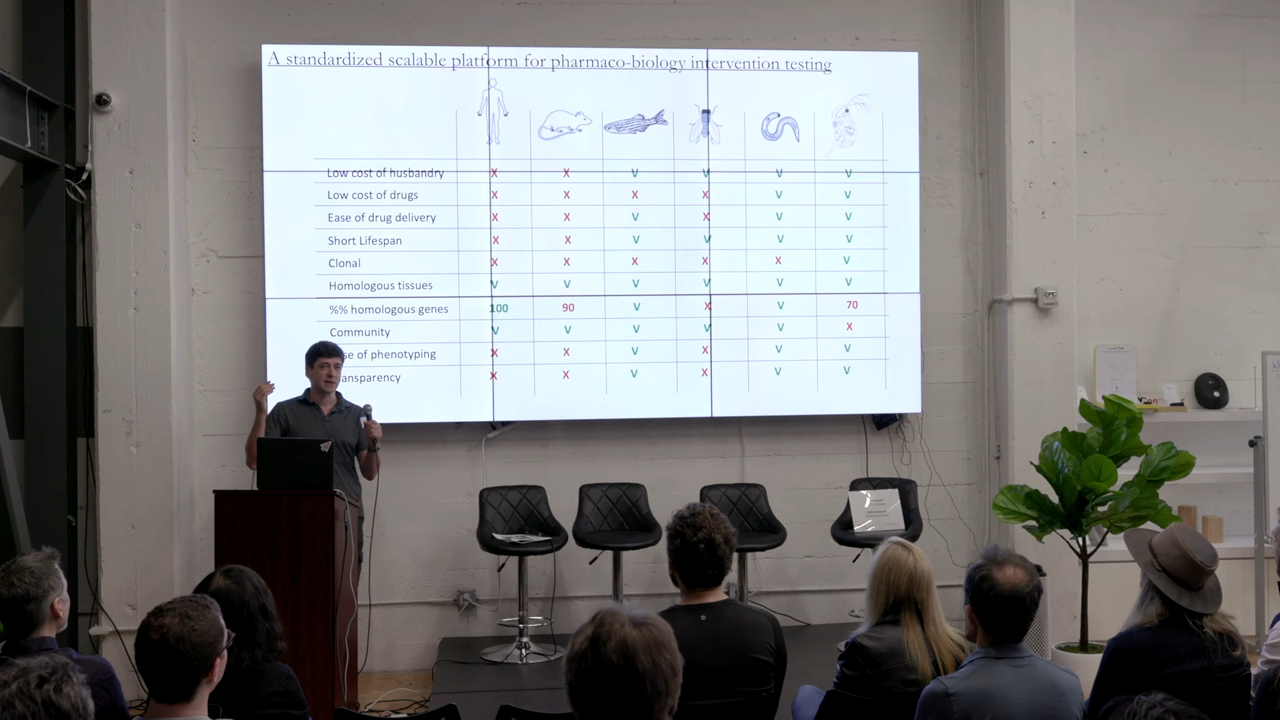 A standardized scalable platform for pharmaco-biology intervention testing
Low cost of husbandry X X V V V V
Low cost of drugs X X X X V V
Ease of drug delivery X X V X V V
Short Lifespan X X V V V V
Clonal X X X X X V
Homologous tissues V V V V V V
%% homologous genes 100 90 V X V 70
Community V V V V V X
se of phenotyping X X V X V V
ansparency X X V X V V